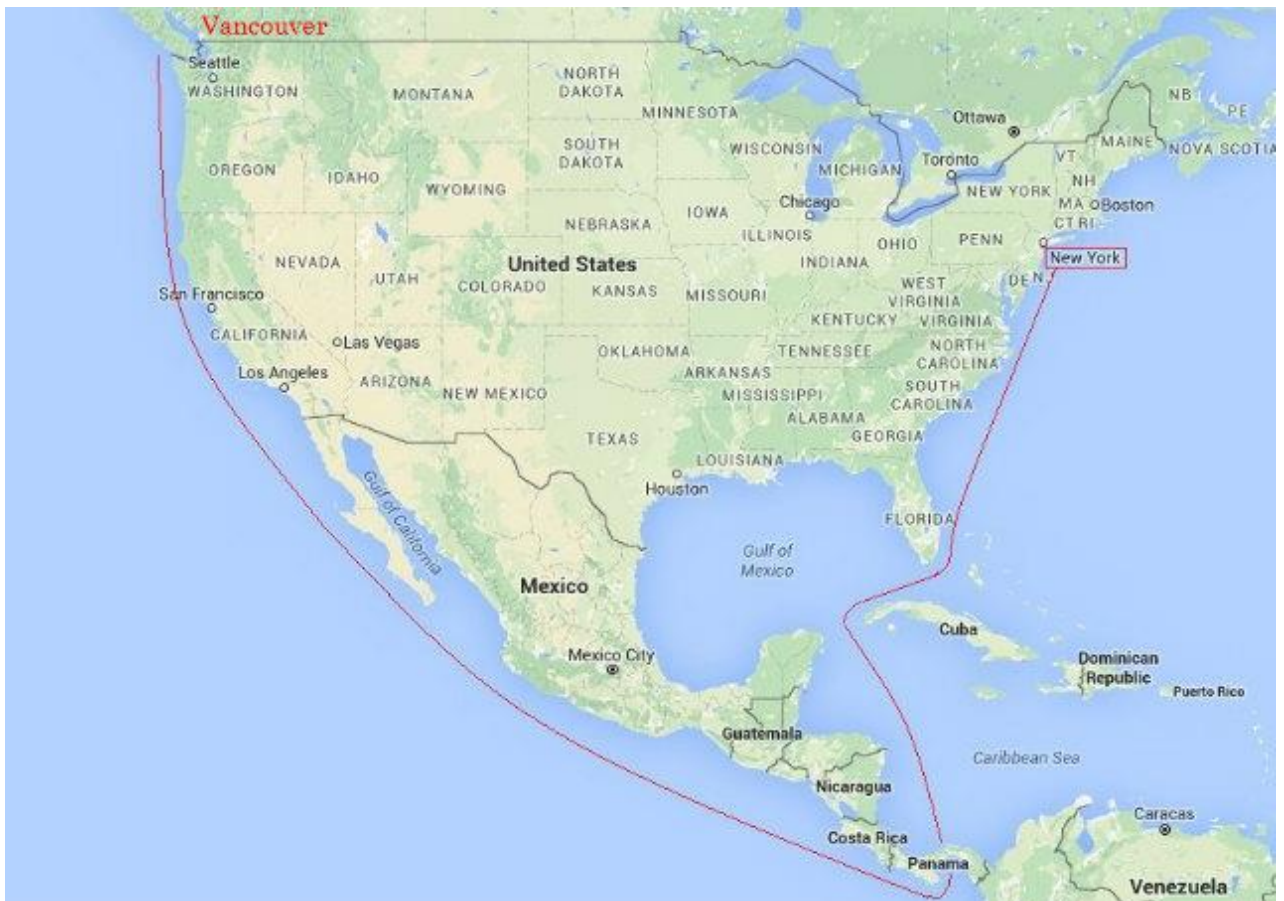 Vancouver
Seattle
WASHINGTON
MONTANA
NORTH
DAKOTA
MINNESOTA
Ottawa
NB
PE
MAINE
NOVA SCOTIA
OREGON
IDAHO
SOUTH
DAKOTA
WISCONSIN
MICHIGAN
Toronto
VT
NH
WYOMING
NEW YORK
MA
Boston
CT RI
Chicago
IOWA
NEBRASKA
ILLINOIS
OHIO
PENN
NEVADA
UTAH
COLORADO
United States
KANSAS
MISSOURI
INDIANA
WEST
VIRGINIA
New York
DE
N
San Francisco
CALIFORNIA
Las Vegas
KENTUCKY
VIRGINIA
Los Angeles
ARIZONA
NEW MEXICO
OKLAHOMA
ARKANSAS
TENNESSEE
NORTH
CAROLINA
MISSISSIPPI
SOUTH
CAROLINA
ALABAMA
GEORGIA
TEXAS
LOUISIANA
Houston
FLORIDA
Gulf of California
Gulf of
Mexico
Mexico
Cuba
Mexico City
Dominican
Republic
Puerto Rico
Guatemala
Caribbean Sea
Nicaragua
Costa Rica
Caracas
Panama
Venezuela